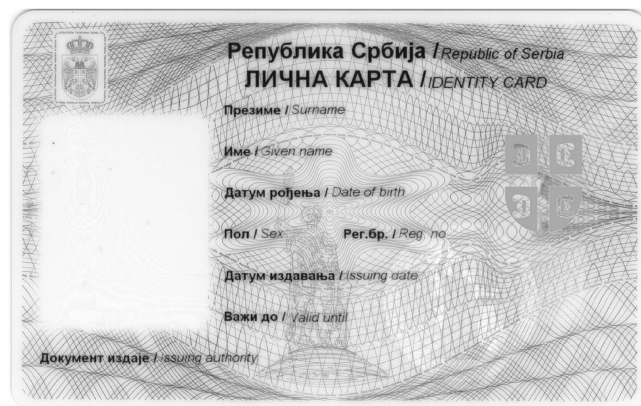 Република Србија / Republic of Serbia
ЛИЧНА КАРТА / IDENTITY CARD
Презиме / Surname
Име / Given name
Датум рођења / Date of birth
Пол / Sex Рег.бр. / Reg. no
Датум издавања / Issuing date
Важи до / Valid until
Документ издаје / Issuing authority